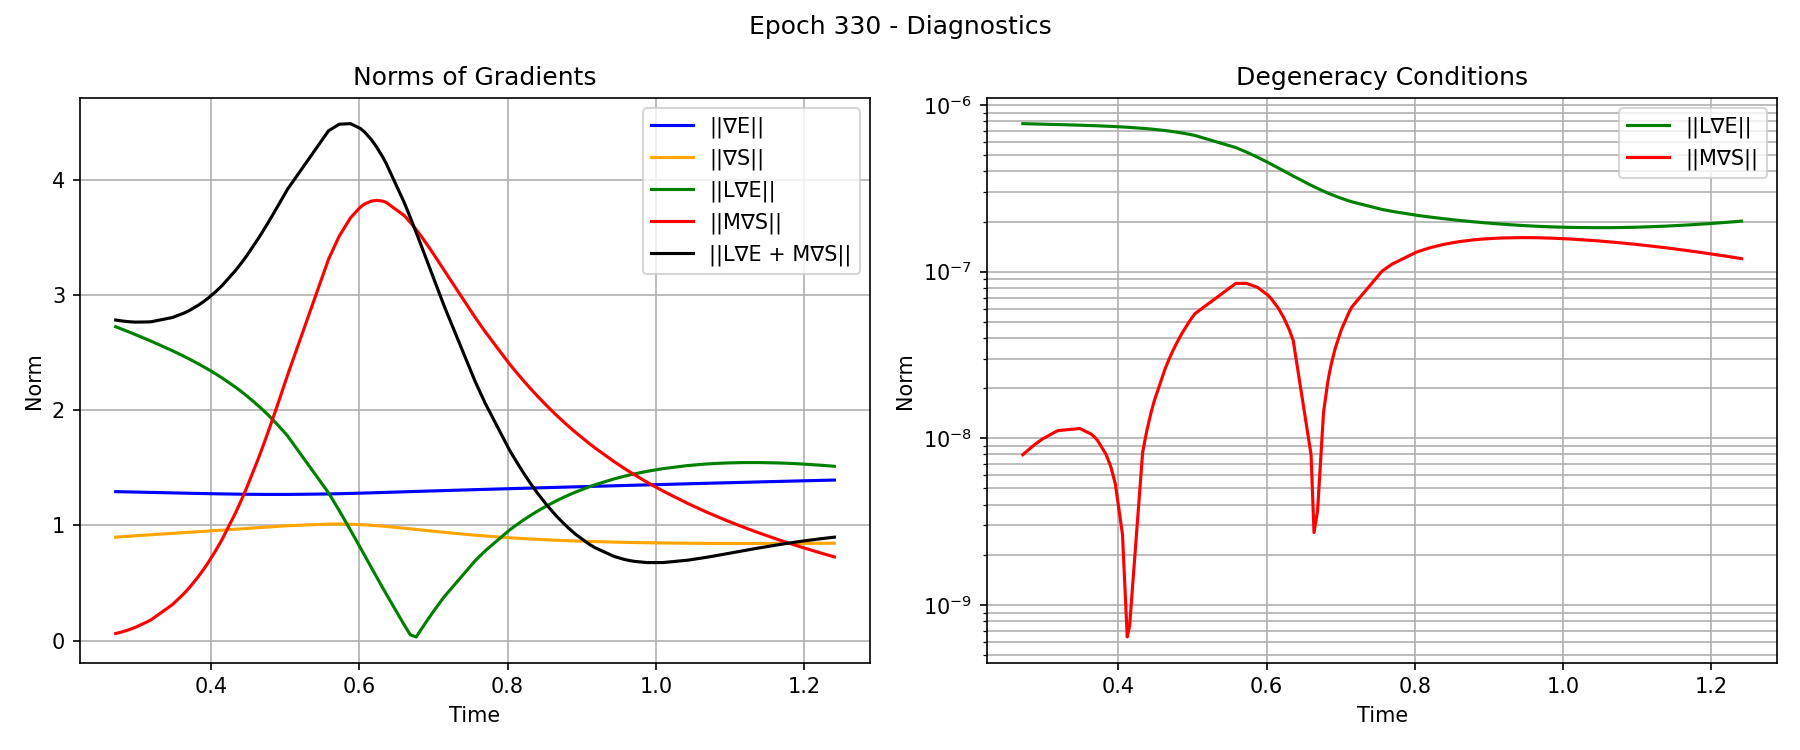 Epoch 330 - Diagnostics
Norms of Gradients
||∇E||
||∇S||
||L∇E||
||M∇S||
||L∇E + M∇S||
4
3
2
1
0
Norm
0.4 0.6 0.8 1.0 1.2
Time
Degeneracy Conditions
||L∇E||
||M∇S||
10⁻⁶
10⁻⁷
10⁻⁸
10⁻⁹
Norm
0.4 0.6 0.8 1.0 1.2
Time